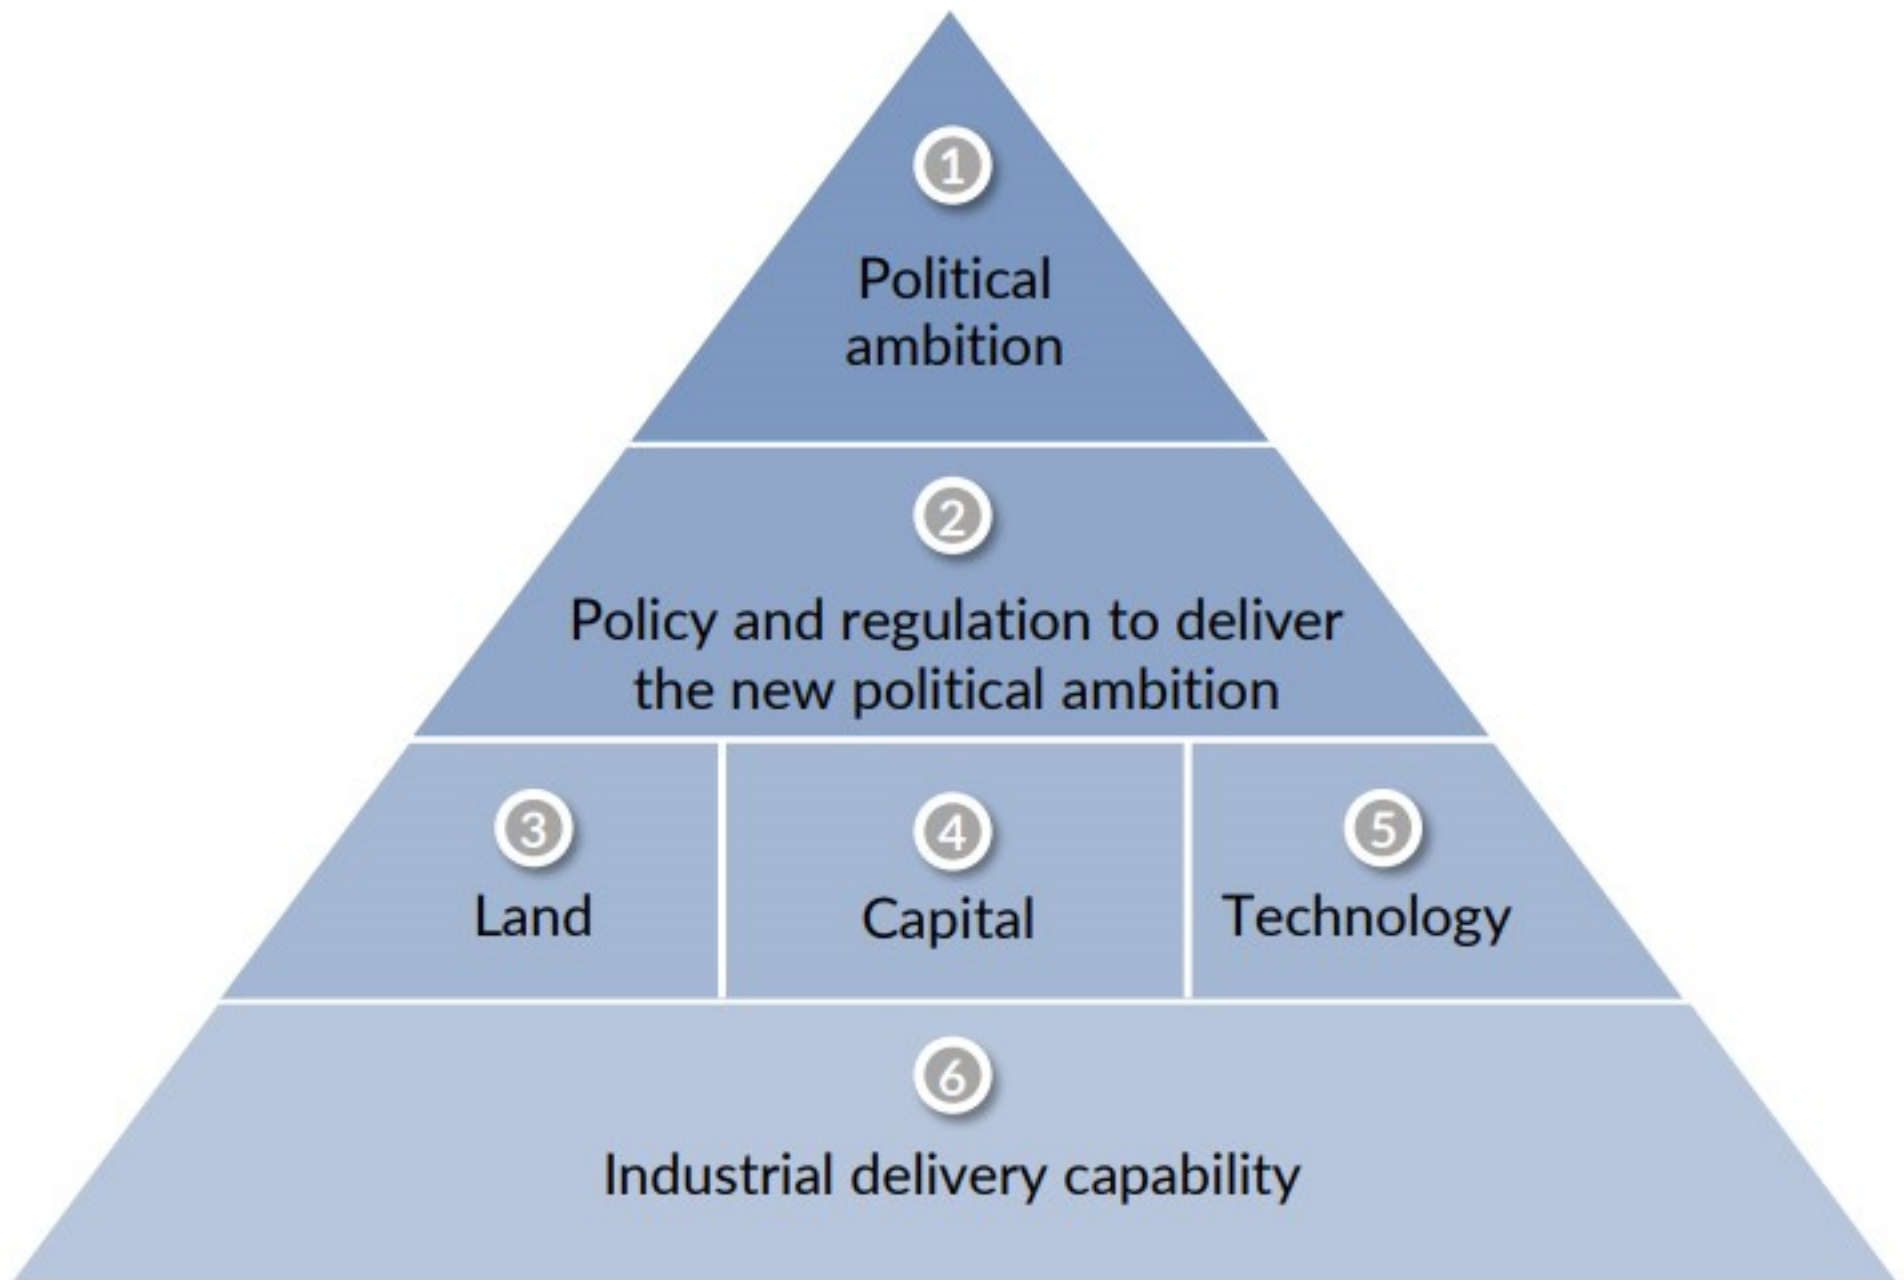 1
Political
ambition
2
Policy and regulation to deliver
the new political ambition
3
Land
4
Capital
5
Technology
6
Industrial delivery capability